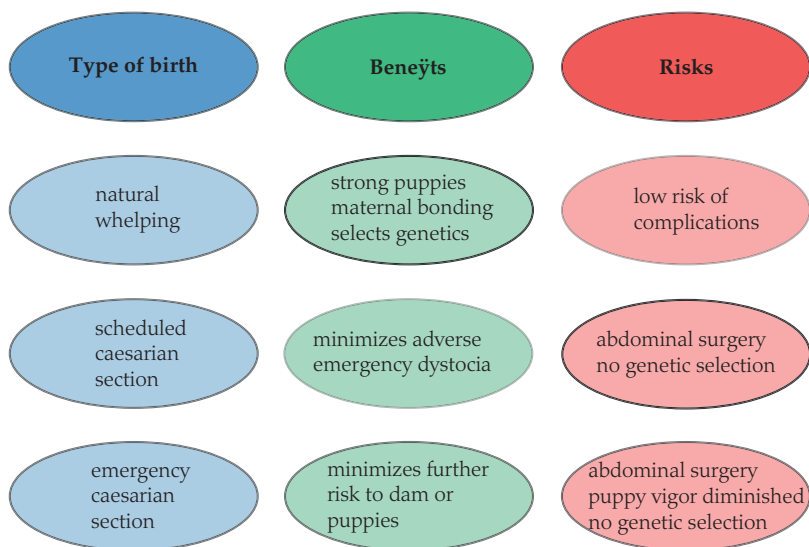 Type of birth
Beneÿts
Risks
natural
whelping
strong puppies
maternal bonding
selects genetics
low risk of
complications
scheduled
caesarian
section
minimizes adverse
emergency dystocia
abdominal surgery
no genetic selection
emergency
caesarian
section
minimizes further
risk to dam or
puppies
abdominal surgery
puppy vigor diminished
no genetic selection